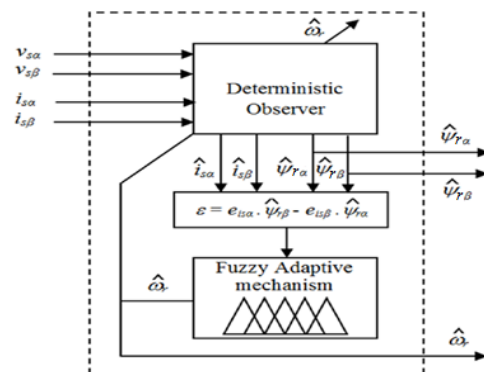 ω̂ᵣ
vₛα
vₛβ
iₛα
iₛβ
Deterministic
Observer
îₛα îₛβ ψ̂ᵣα ψ̂ᵣβ
ψ̂ᵣα
ψ̂ᵣβ
ε = eᵢₛα . ψ̂ᵣβ - eᵢₛβ . ψ̂ᵣα
Fuzzy Adaptive
mechanism
ω̂ᵣ
ω̂ᵣ